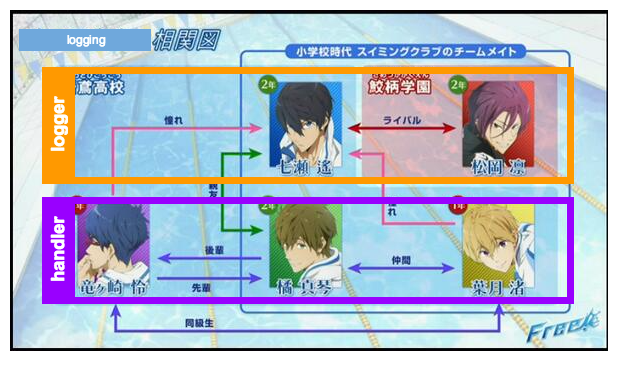 logging
相関図
小学校時代 スイミングクラブのチームメイト
logger
鳶高校
2年
鮫柄学園
2年
憧れ
ライバル
七瀬 遙
松岡 凛
親友
handler
2年
1年
後輩
仲間
先輩
竜ヶ崎 怜
橘 真琴
葉月 渚
同級生
Free!